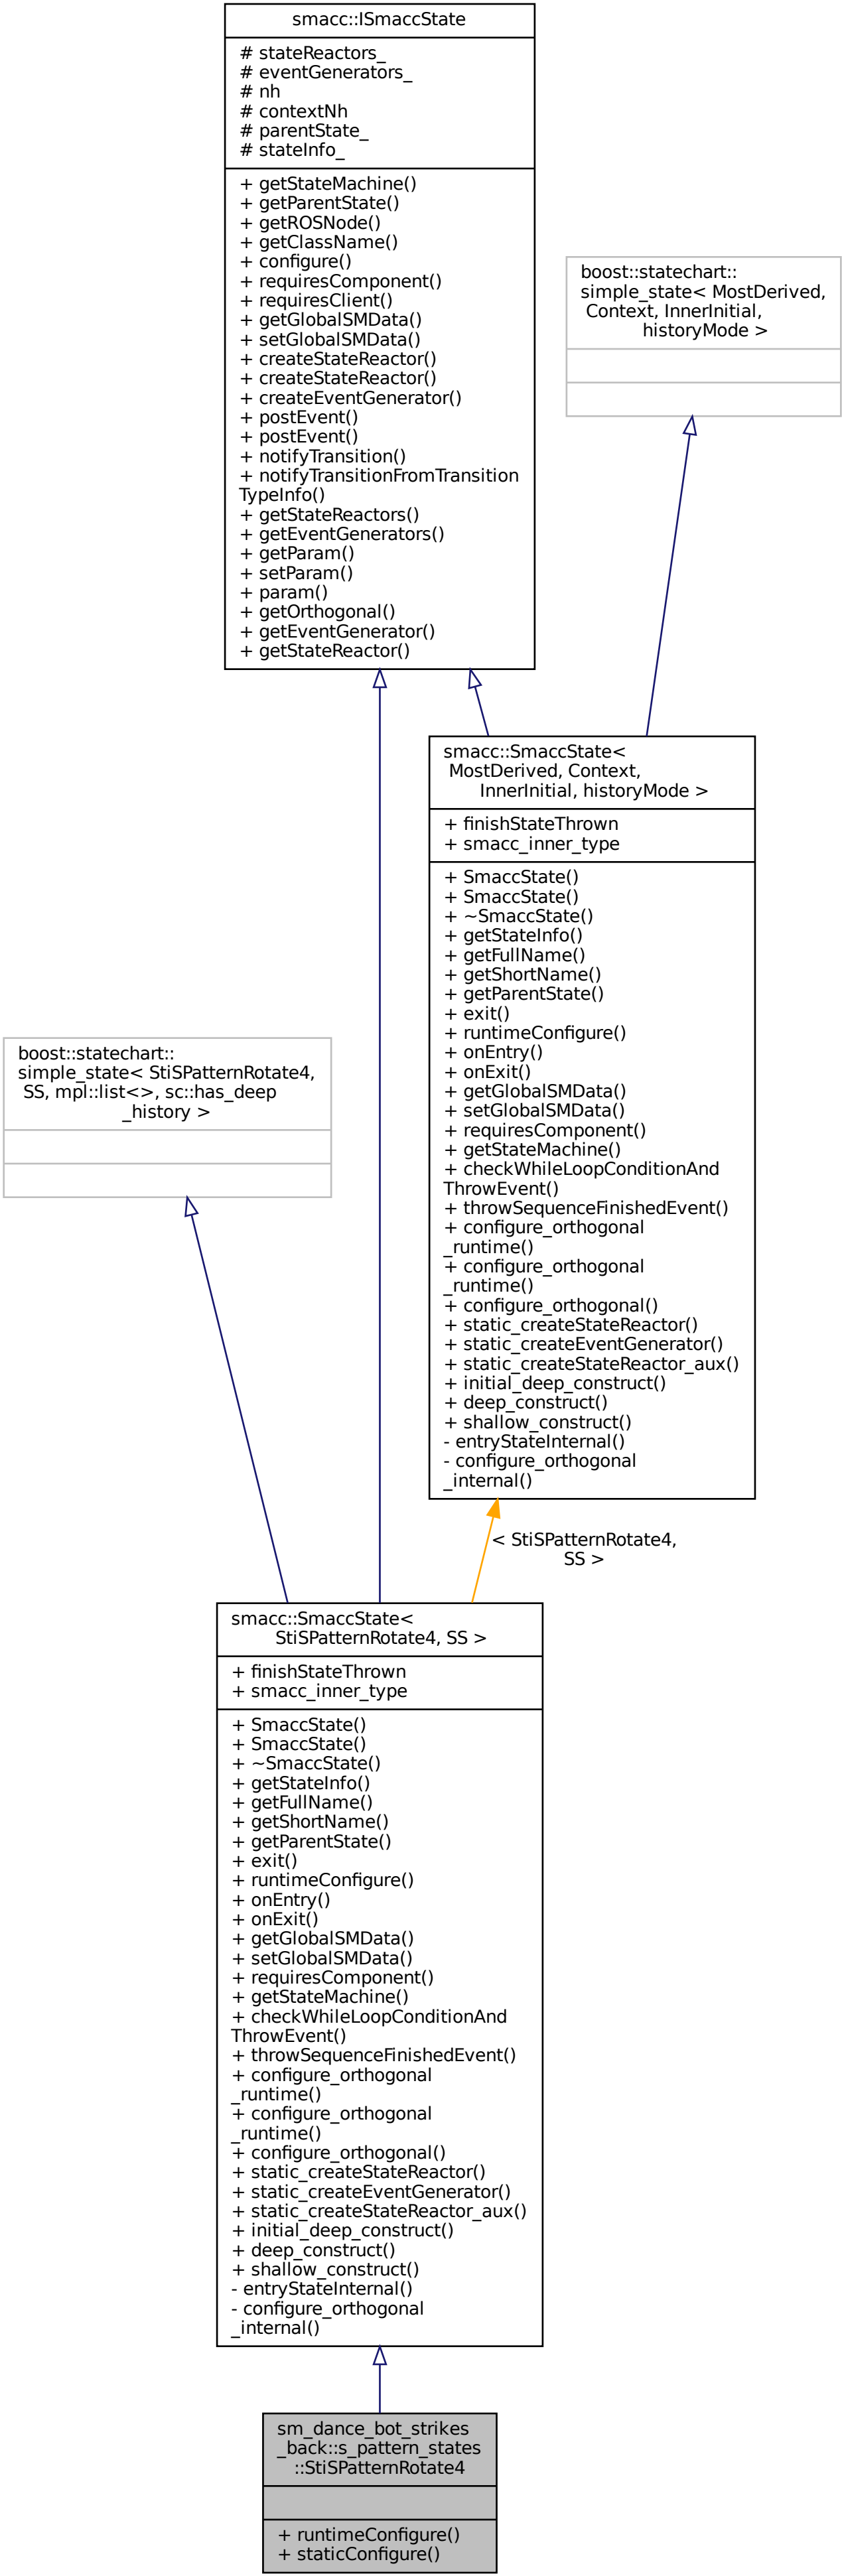 smacc::ISmaccState
# stateReactors_
# eventGenerators_
# nh
# contextNh
# parentState_
# stateInfo_
+ getStateMachine()
+ getParentState()
+ getROSNode()
+ getClassName()
+ configure()
+ requiresComponent()
+ requiresClient()
+ getGlobalSMData()
+ setGlobalSMData()
+ createStateReactor()
+ createStateReactor()
+ createEventGenerator()
+ postEvent()
+ postEvent()
+ notifyTransition()
+ notifyTransitionFromTransition
TypeInfo()
+ getStateReactors()
+ getEventGenerators()
+ getParam()
+ setParam()
+ param()
+ getOrthogonal()
+ getEventGenerator()
+ getStateReactor()
boost::statechart::
simple_state< MostDerived,
Context, InnerInitial,
historyMode >
smacc::SmaccState<
MostDerived, Context,
InnerInitial, historyMode >
+ finishStateThrown
+ smacc_inner_type
+ SmaccState()
+ SmaccState()
+ ~SmaccState()
+ getStateInfo()
+ getFullName()
+ getShortName()
+ getParentState()
+ exit()
+ runtimeConfigure()
+ onEntry()
+ onExit()
+ getGlobalSMData()
+ setGlobalSMData()
+ requiresComponent()
+ getStateMachine()
+ checkWhileLoopConditionAnd
ThrowEvent()
+ throwSequenceFinishedEvent()
+ configure_orthogonal
_runtime()
+ configure_orthogonal
_runtime()
+ configure_orthogonal()
+ static_createStateReactor()
+ static_createEventGenerator()
+ static_createStateReactor_aux()
+ initial_deep_construct()
+ deep_construct()
+ shallow_construct()
- entryStateInternal()
- configure_orthogonal
_internal()
boost::statechart::
simple_state< StiSPatternRotate4,
SS, mpl::list<>, sc::has_deep
_history >
< StiSPatternRotate4,
SS >
smacc::SmaccState<
StiSPatternRotate4, SS >
+ finishStateThrown
+ smacc_inner_type
+ SmaccState()
+ SmaccState()
+ ~SmaccState()
+ getStateInfo()
+ getFullName()
+ getShortName()
+ getParentState()
+ exit()
+ runtimeConfigure()
+ onEntry()
+ onExit()
+ getGlobalSMData()
+ setGlobalSMData()
+ requiresComponent()
+ getStateMachine()
+ checkWhileLoopConditionAnd
ThrowEvent()
+ throwSequenceFinishedEvent()
+ configure_orthogonal
_runtime()
+ configure_orthogonal
_runtime()
+ configure_orthogonal()
+ static_createStateReactor()
+ static_createEventGenerator()
+ static_createStateReactor_aux()
+ initial_deep_construct()
+ deep_construct()
+ shallow_construct()
- entryStateInternal()
- configure_orthogonal
_internal()
sm_dance_bot_strikes
_back::s_pattern_states
::StiSPatternRotate4
+ runtimeConfigure()
+ staticConfigure()